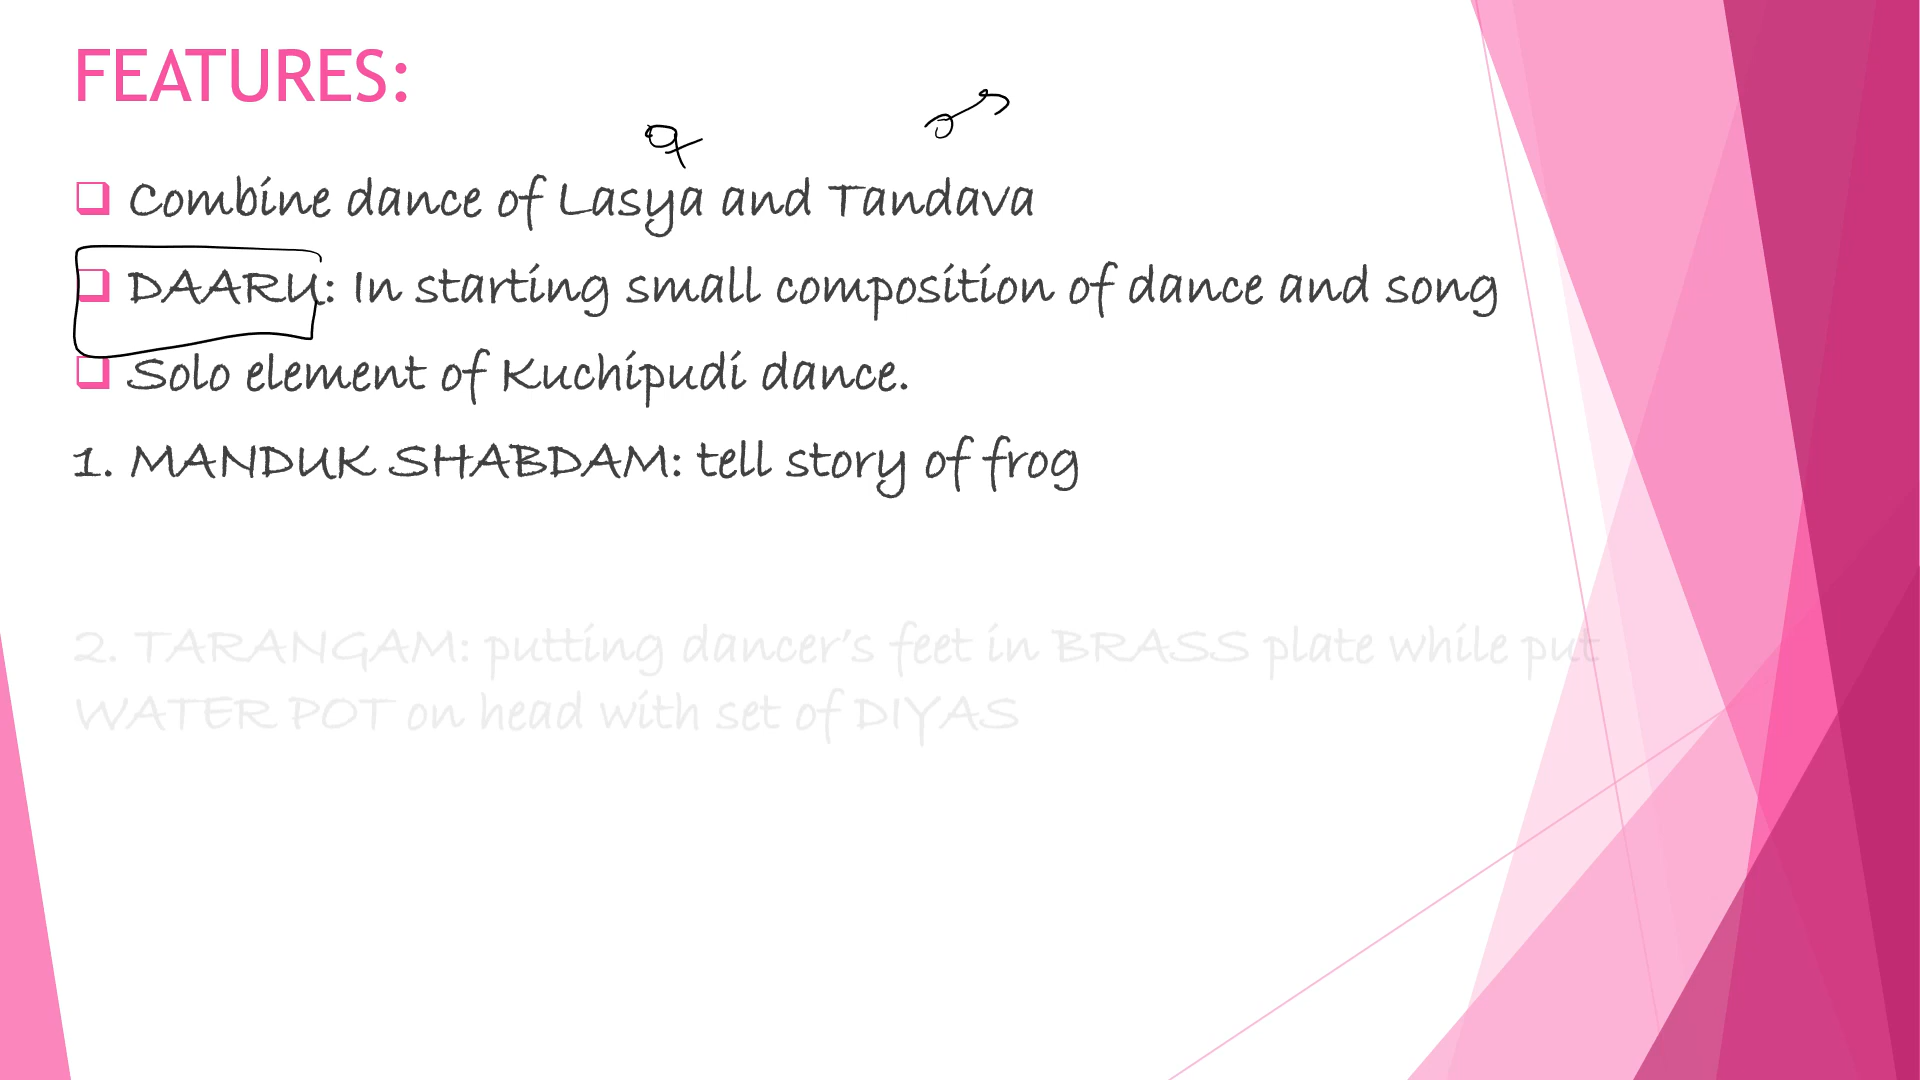 FEATURES:
Combine dance of Lasya and Tandava
DAARU: In starting small composition of dance and song
Solo element of Kuchipudi dance.
1. MANDUK SHABDAM: tell story of frog
2. TARANGAM: putting dancer's feet in BRASS plate while put
WATER POT on head with set of DIYAS